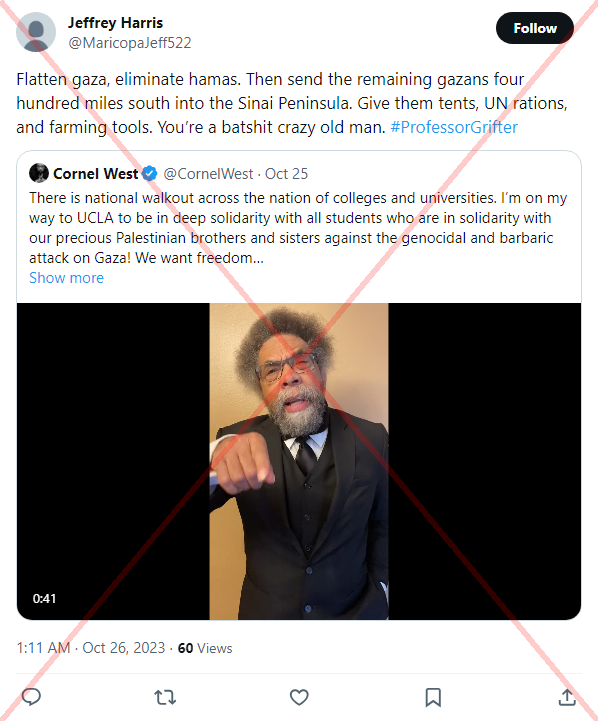 Jeffrey Harris
@MaricopaJeff522
Follow
Flatten gaza, eliminate hamas. Then send the remaining gazans four
hundred miles south into the Sinai Peninsula. Give them tents, UN rations,
and farming tools. You’re a batshit crazy old man. #ProfessorGrifter
Cornel West @CornelWest · Oct 25
There is national walkout across the nation of colleges and universities. I’m on my
way to UCLA to be in deep solidarity with all students who are in solidarity with
our precious Palestinian brothers and sisters against the genocidal and barbaric
attack on Gaza! We want freedom...
Show more
0:41
1:11 AM · Oct 26, 2023 · 60 Views